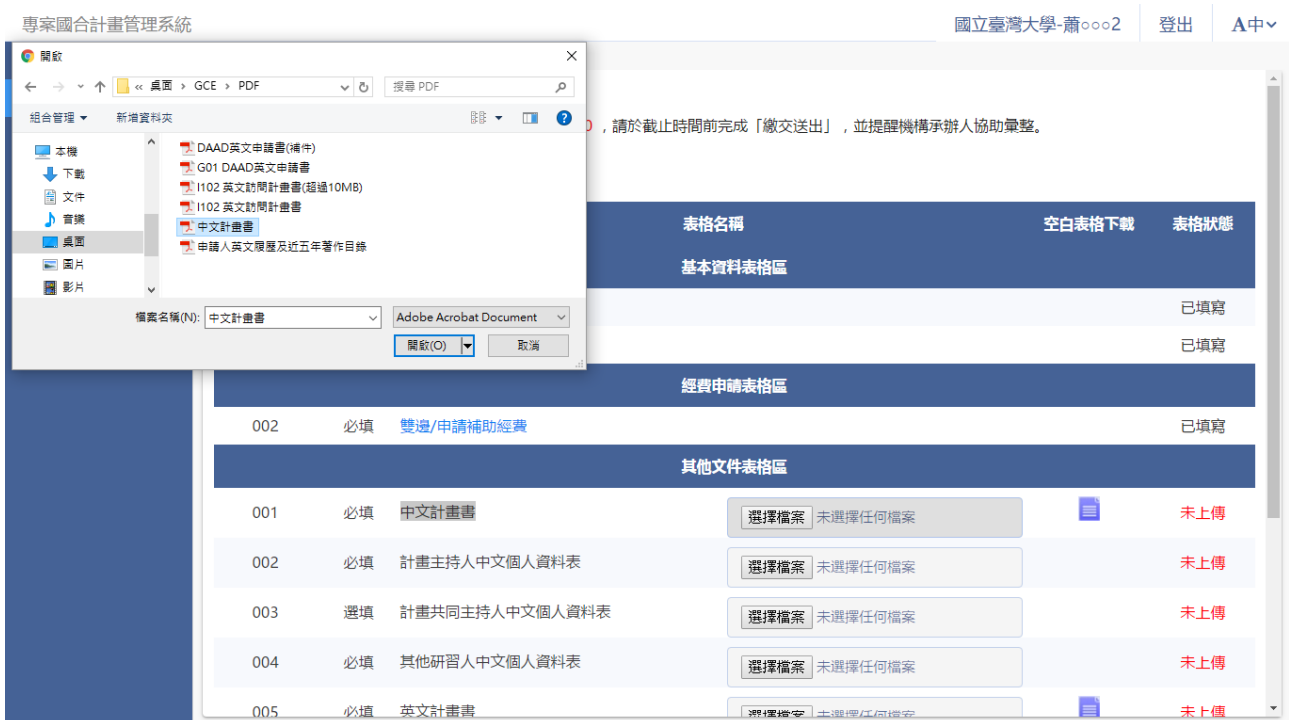 專案國合計畫管理系統
國立臺灣大學-蕭○○○2
登出
A中
開啟
« 桌面 › GCE › PDF
搜尋 PDF
組合管理
新增資料夾
本機
下載
文件
音樂
桌面
圖片
影片
DAAD英文申請書(補件)
G01 DAAD英文申請書
I102 英文訪問計畫書(超過10MB)
I102 英文訪問計畫書
中文計畫書
申請人英文履歷及近五年著作目錄
檔案名稱(N): 中文計畫書
Adobe Acrobat Document
開啟(O)
取消
，請於截止時間前完成「繳交送出」，並提醒機構承辦人協助彙整。
表格名稱 空白表格下載 表格狀態
基本資料表格區
已填寫
已填寫
經費申請表格區
002 必填 雙邊/申請補助經費 已填寫
其他文件表格區
001 必填 中文計畫書 選擇檔案 未選擇任何檔案 未上傳
002 必填 計畫主持人中文個人資料表 選擇檔案 未選擇任何檔案 未上傳
003 選填 計畫共同主持人中文個人資料表 選擇檔案 未選擇任何檔案 未上傳
004 必填 其他研習人中文個人資料表 選擇檔案 未選擇任何檔案 未上傳
005 必填 英文計畫書 選擇檔案 未選擇任何檔案 未上傳